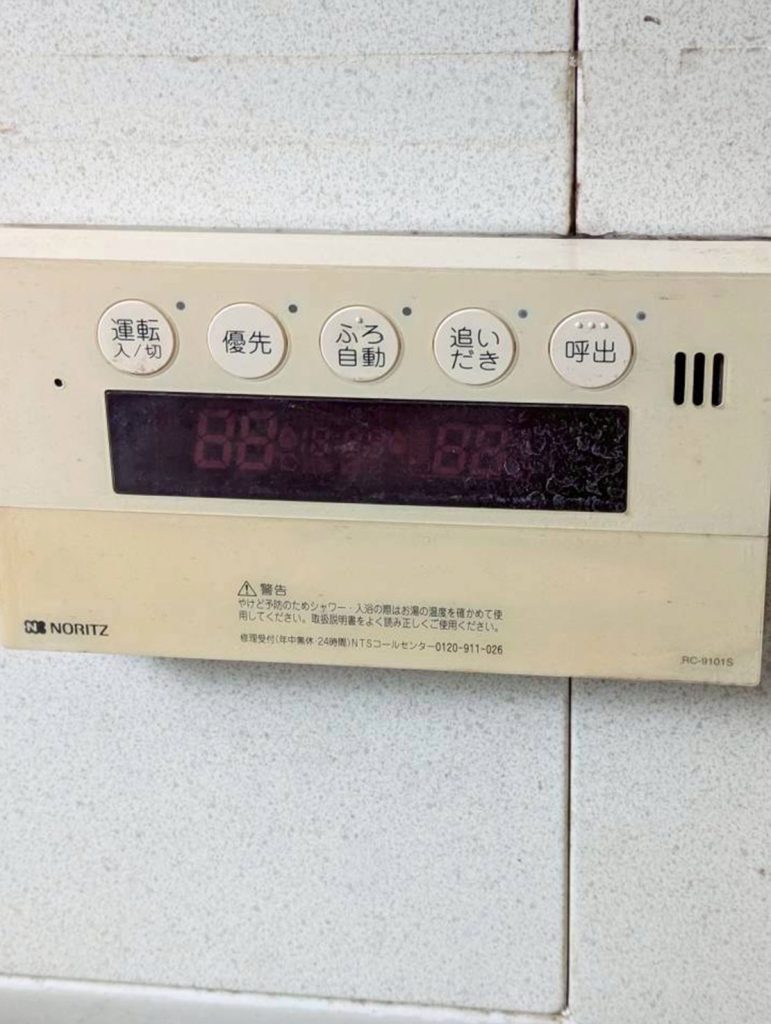 運転
入/切
優先
ふろ
自動
追い
だき
呼出
88 88
警告
やけど予防のためシャワー・入浴の際はお湯の温度を確かめて使
用してください。取扱説明書をよく読み正しくご使用ください。
修理受付(年中無休・24時間)NTSコールセンター0120-911-026
NORITZ
RC-9101S